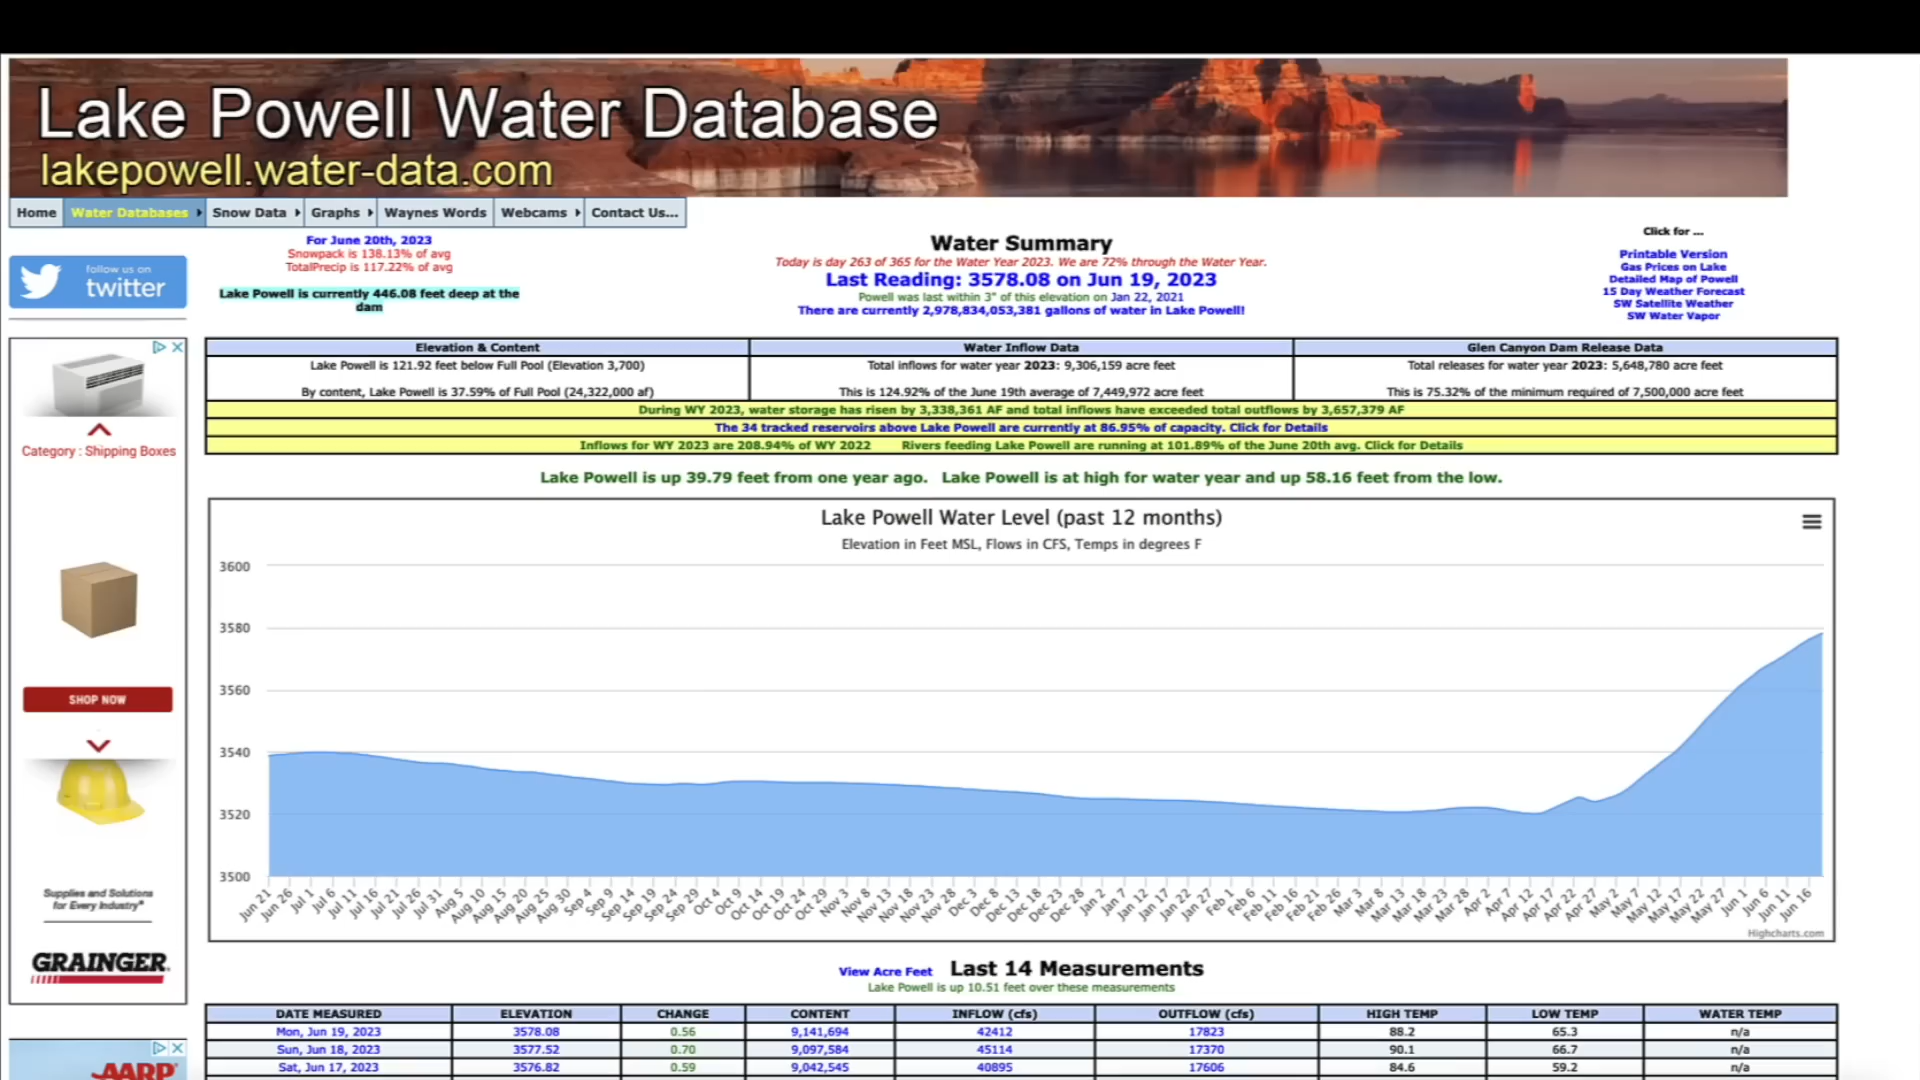 Lake Powell Water Database
lakepowell.water-data.com
Home Water Databases Snow Data Graphs Waynes Words Webcams Contact Us...
follow us on
twitter
For June 20th, 2023
Snowpack is 138.13% of avg
TotalPrecip is 117.22% of avg
Lake Powell is currently 446.08 feet deep at the
dam
Water Summary
Today is day 263 of 365 for the Water Year 2023. We are 72% through the Water Year.
Last Reading: 3578.08 on Jun 19, 2023
Powell was last within 3" of this elevation on Jan 22, 2021
There are currently 2,978,834,053,381 gallons of water in Lake Powell!
Click for ...
Printable Version
Gas Prices on Lake
Detailed Map of Powell
15 Day Weather Forecast
SW Satellite Weather
SW Water Vapor
Category : Shipping Boxes
SHOP NOW
Supplies and Solutions
for Every Industry®
GRAINGER.
AARP
Elevation & Content Water Inflow Data Glen Canyon Dam Release Data
Lake Powell is 121.92 feet below Full Pool (Elevation 3,700) Total inflows for water year 2023: 9,306,159 acre feet Total releases for water year 2023: 5,648,780 acre feet
By content, Lake Powell is 37.59% of Full Pool (24,322,000 af) This is 124.92% of the June 19th average of 7,449,972 acre feet This is 75.32% of the minimum required of 7,500,000 acre feet
During WY 2023, water storage has risen by 3,338,361 AF and total inflows have exceeded total outflows by 3,657,379 AF
The 34 tracked reservoirs above Lake Powell are currently at 86.95% of capacity. Click for Details
Inflows for WY 2023 are 208.94% of WY 2022 Rivers feeding Lake Powell are running at 101.89% of the June 20th avg. Click for Details
Lake Powell is up 39.79 feet from one year ago. Lake Powell is at high for water year and up 58.16 feet from the low.
Lake Powell Water Level (past 12 months)
Elevation in Feet MSL, Flows in CFS, Temps in degrees F
3600
3580
3560
3540
3520
3500
Jun 21 Jun 26 Jul 1 Jul 6 Jul 11 Jul 16 Jul 21 Jul 26 Jul 31 Aug 5 Aug 10 Aug 15 Aug 20 Aug 25 Aug 30 Sep 4 Sep 9 Sep 14 Sep 19 Sep 24 Sep 29 Oct 4 Oct 9 Oct 14 Oct 19 Oct 24 Oct 29 Nov 3 Nov 8 Nov 13 Nov 18 Nov 23 Nov 28 Dec 3 Dec 8 Dec 13 Dec 18 Dec 23 Dec 28 Jan 2 Jan 7 Jan 12 Jan 17 Jan 22 Jan 27 Feb 1 Feb 6 Feb 11 Feb 16 Feb 21 Feb 26 Mar 3 Mar 8 Mar 13 Mar 18 Mar 23 Mar 28 Apr 2 Apr 7 Apr 12 Apr 17 Apr 22 Apr 27 May 2 May 7 May 12 May 17 May 22 May 27 Jun 1 Jun 6 Jun 11 Jun 16
Highcharts.com
View Acre Feet Last 14 Measurements
Lake Powell is up 10.51 feet over these measurements
DATE MEASURED ELEVATION CHANGE CONTENT INFLOW (cfs) OUTFLOW (cfs) HIGH TEMP LOW TEMP WATER TEMP
Mon, Jun 19, 2023 3578.08 0.56 9,141,694 42412 17823 88.2 65.3 n/a
Sun, Jun 18, 2023 3577.52 0.70 9,097,584 45114 17370 90.1 66.7 n/a
Sat, Jun 17, 2023 3576.82 0.59 9,042,545 40895 17606 84.6 59.2 n/a